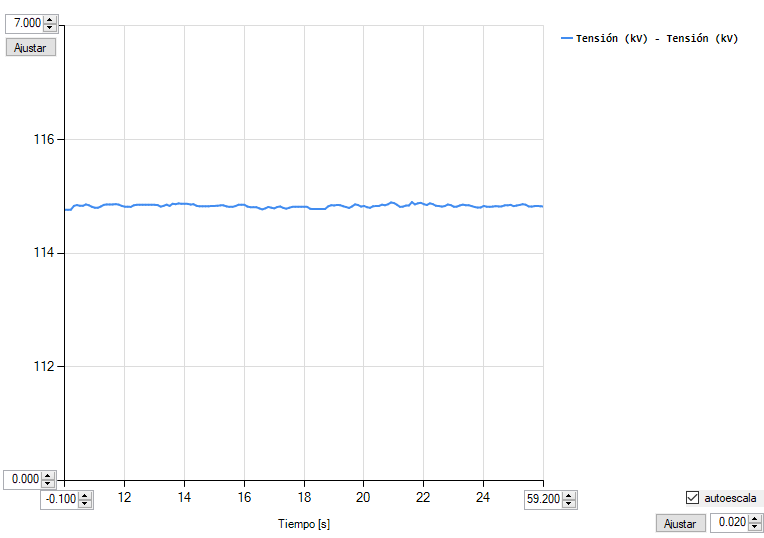 7.000
Ajustar
Tensión (kV) - Tensión (kV)
116
114
112
0.000
-0.100 12 14 16 18 20 22 24 59.200
autoescala
Tiempo [s]
Ajustar 0.020